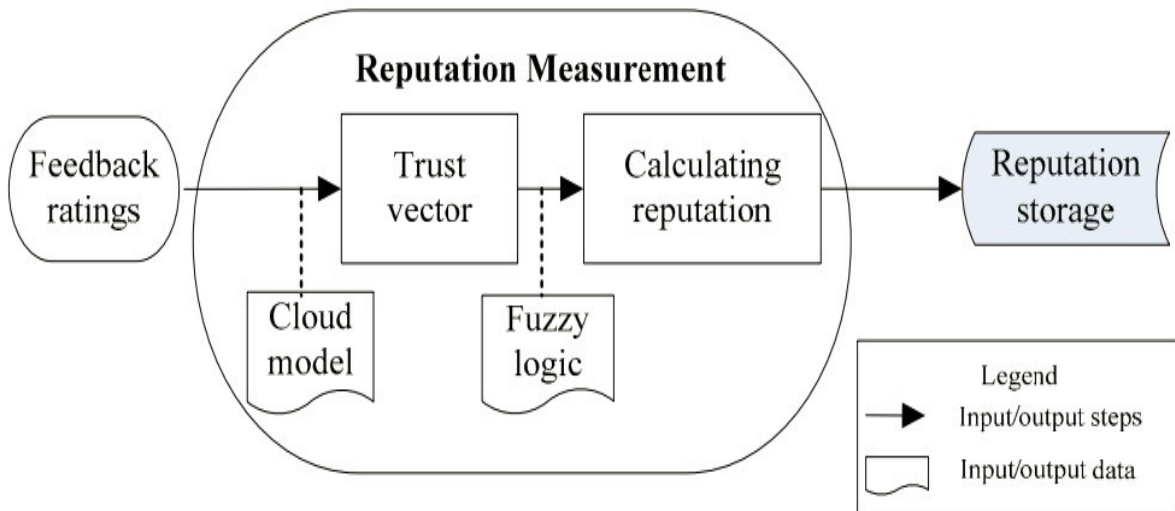 Reputation Measurement
Feedback
ratings
Trust
vector
Calculating
reputation
Reputation
storage
Cloud
model
Fuzzy
logic
Legend
Input/output steps
Input/output data